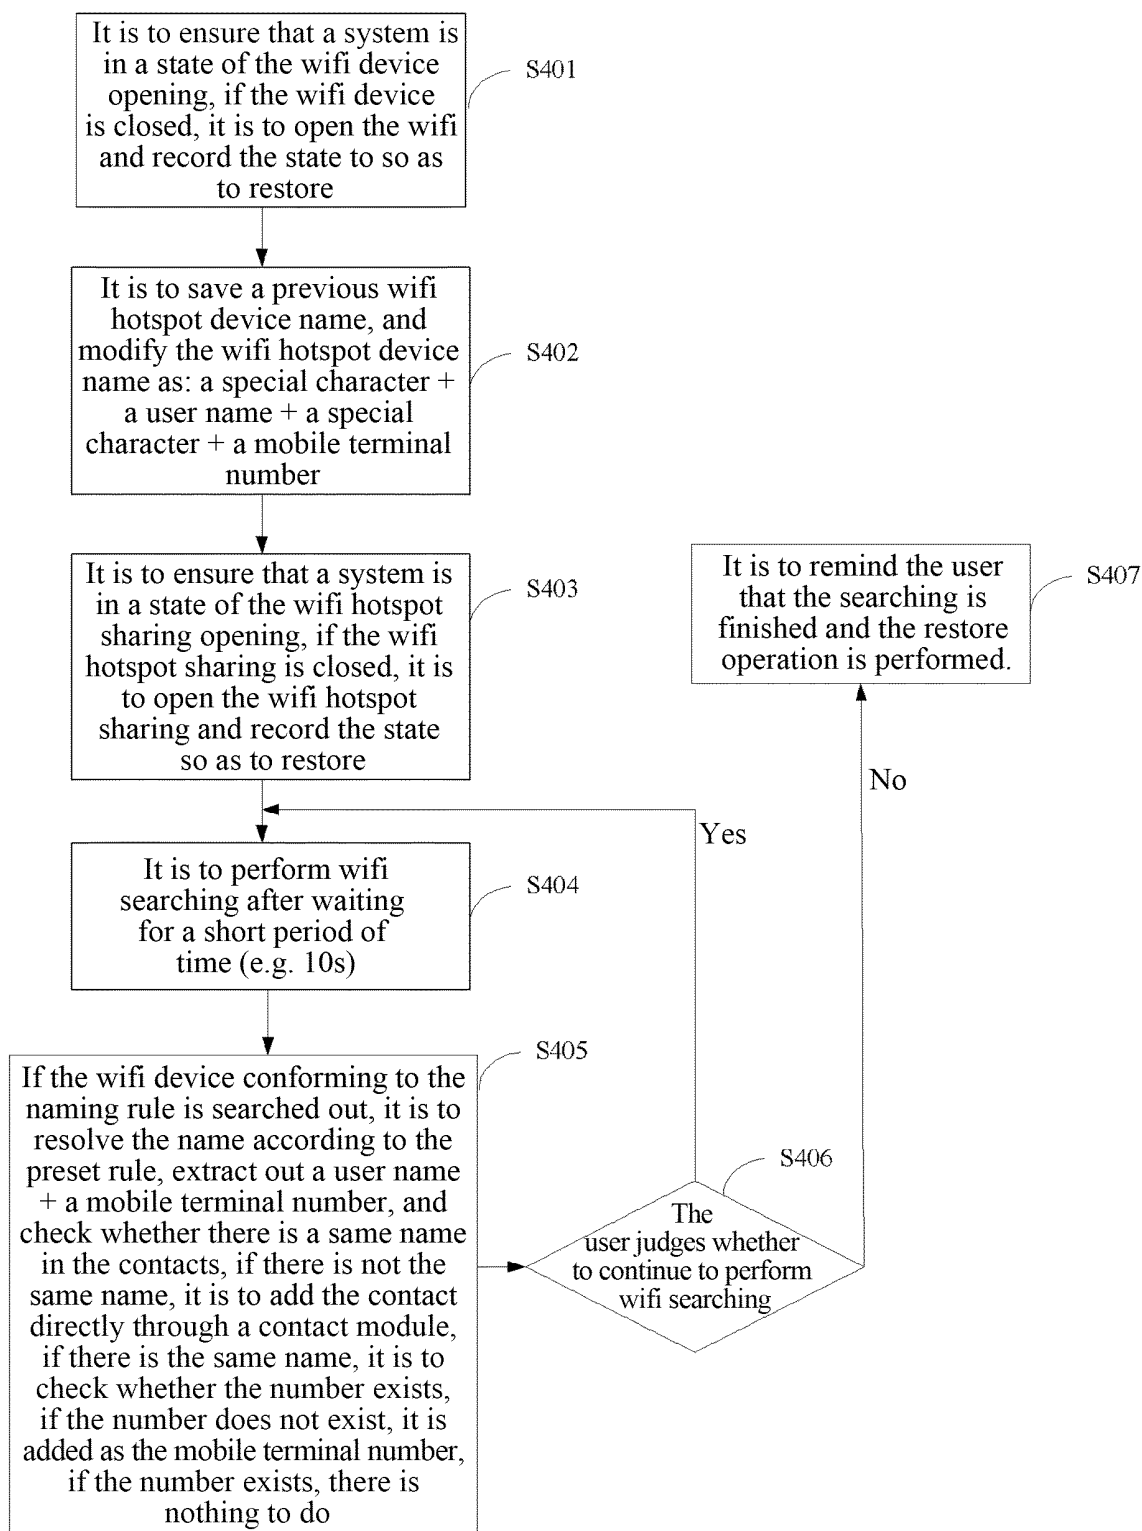 It is to ensure that a system is
in a state of the wifi device
opening, if the wifi device
is closed, it is to open the wifi
and record the state to so as
to restore
S401
It is to save a previous wifi
hotspot device name, and
modify the wifi hotspot device
name as: a special character +
a user name + a special
character + a mobile terminal
number
S402
It is to ensure that a system is
in a state of the wifi hotspot
sharing opening, if the wifi
hotspot sharing is closed, it is
to open the wifi hotspot
sharing and record the state
so as to restore
S403
It is to remind the user
that the searching is
finished and the restore
operation is performed.
S407
No
Yes
It is to perform wifi
searching after waiting
for a short period of
time (e.g. 10s)
S404
If the wifi device conforming to the
naming rule is searched out, it is to
resolve the name according to the
preset rule, extract out a user name
+ a mobile terminal number, and
check whether there is a same name
in the contacts, if there is not the
same name, it is to add the contact
directly through a contact module,
if there is the same name, it is to
check whether the number exists,
if the number does not exist, it is
added as the mobile terminal number,
if the number exists, there is
nothing to do
S405
The
user judges whether
to continue to perform
wifi searching
S406